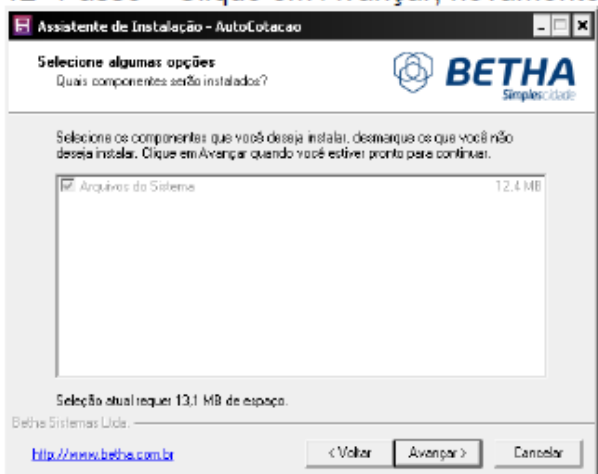 Assistente de Instalação - AutoCotacao
Selecione algumas opções
Quais componentes serão instalados?
BETHA
Simplescidade
Selecione os componentes que você deseja instalar, desmarque os que você não
deseja instalar. Clique em Avançar quando você estiver pronto para continuar.
Arquivos do Sistema 12,4 MB
Seleção atual requer 13,1 MB de espaço.
Betha Sistemas Ltda.
http://www.betha.com.br
< Voltar Avançar > Cancelar